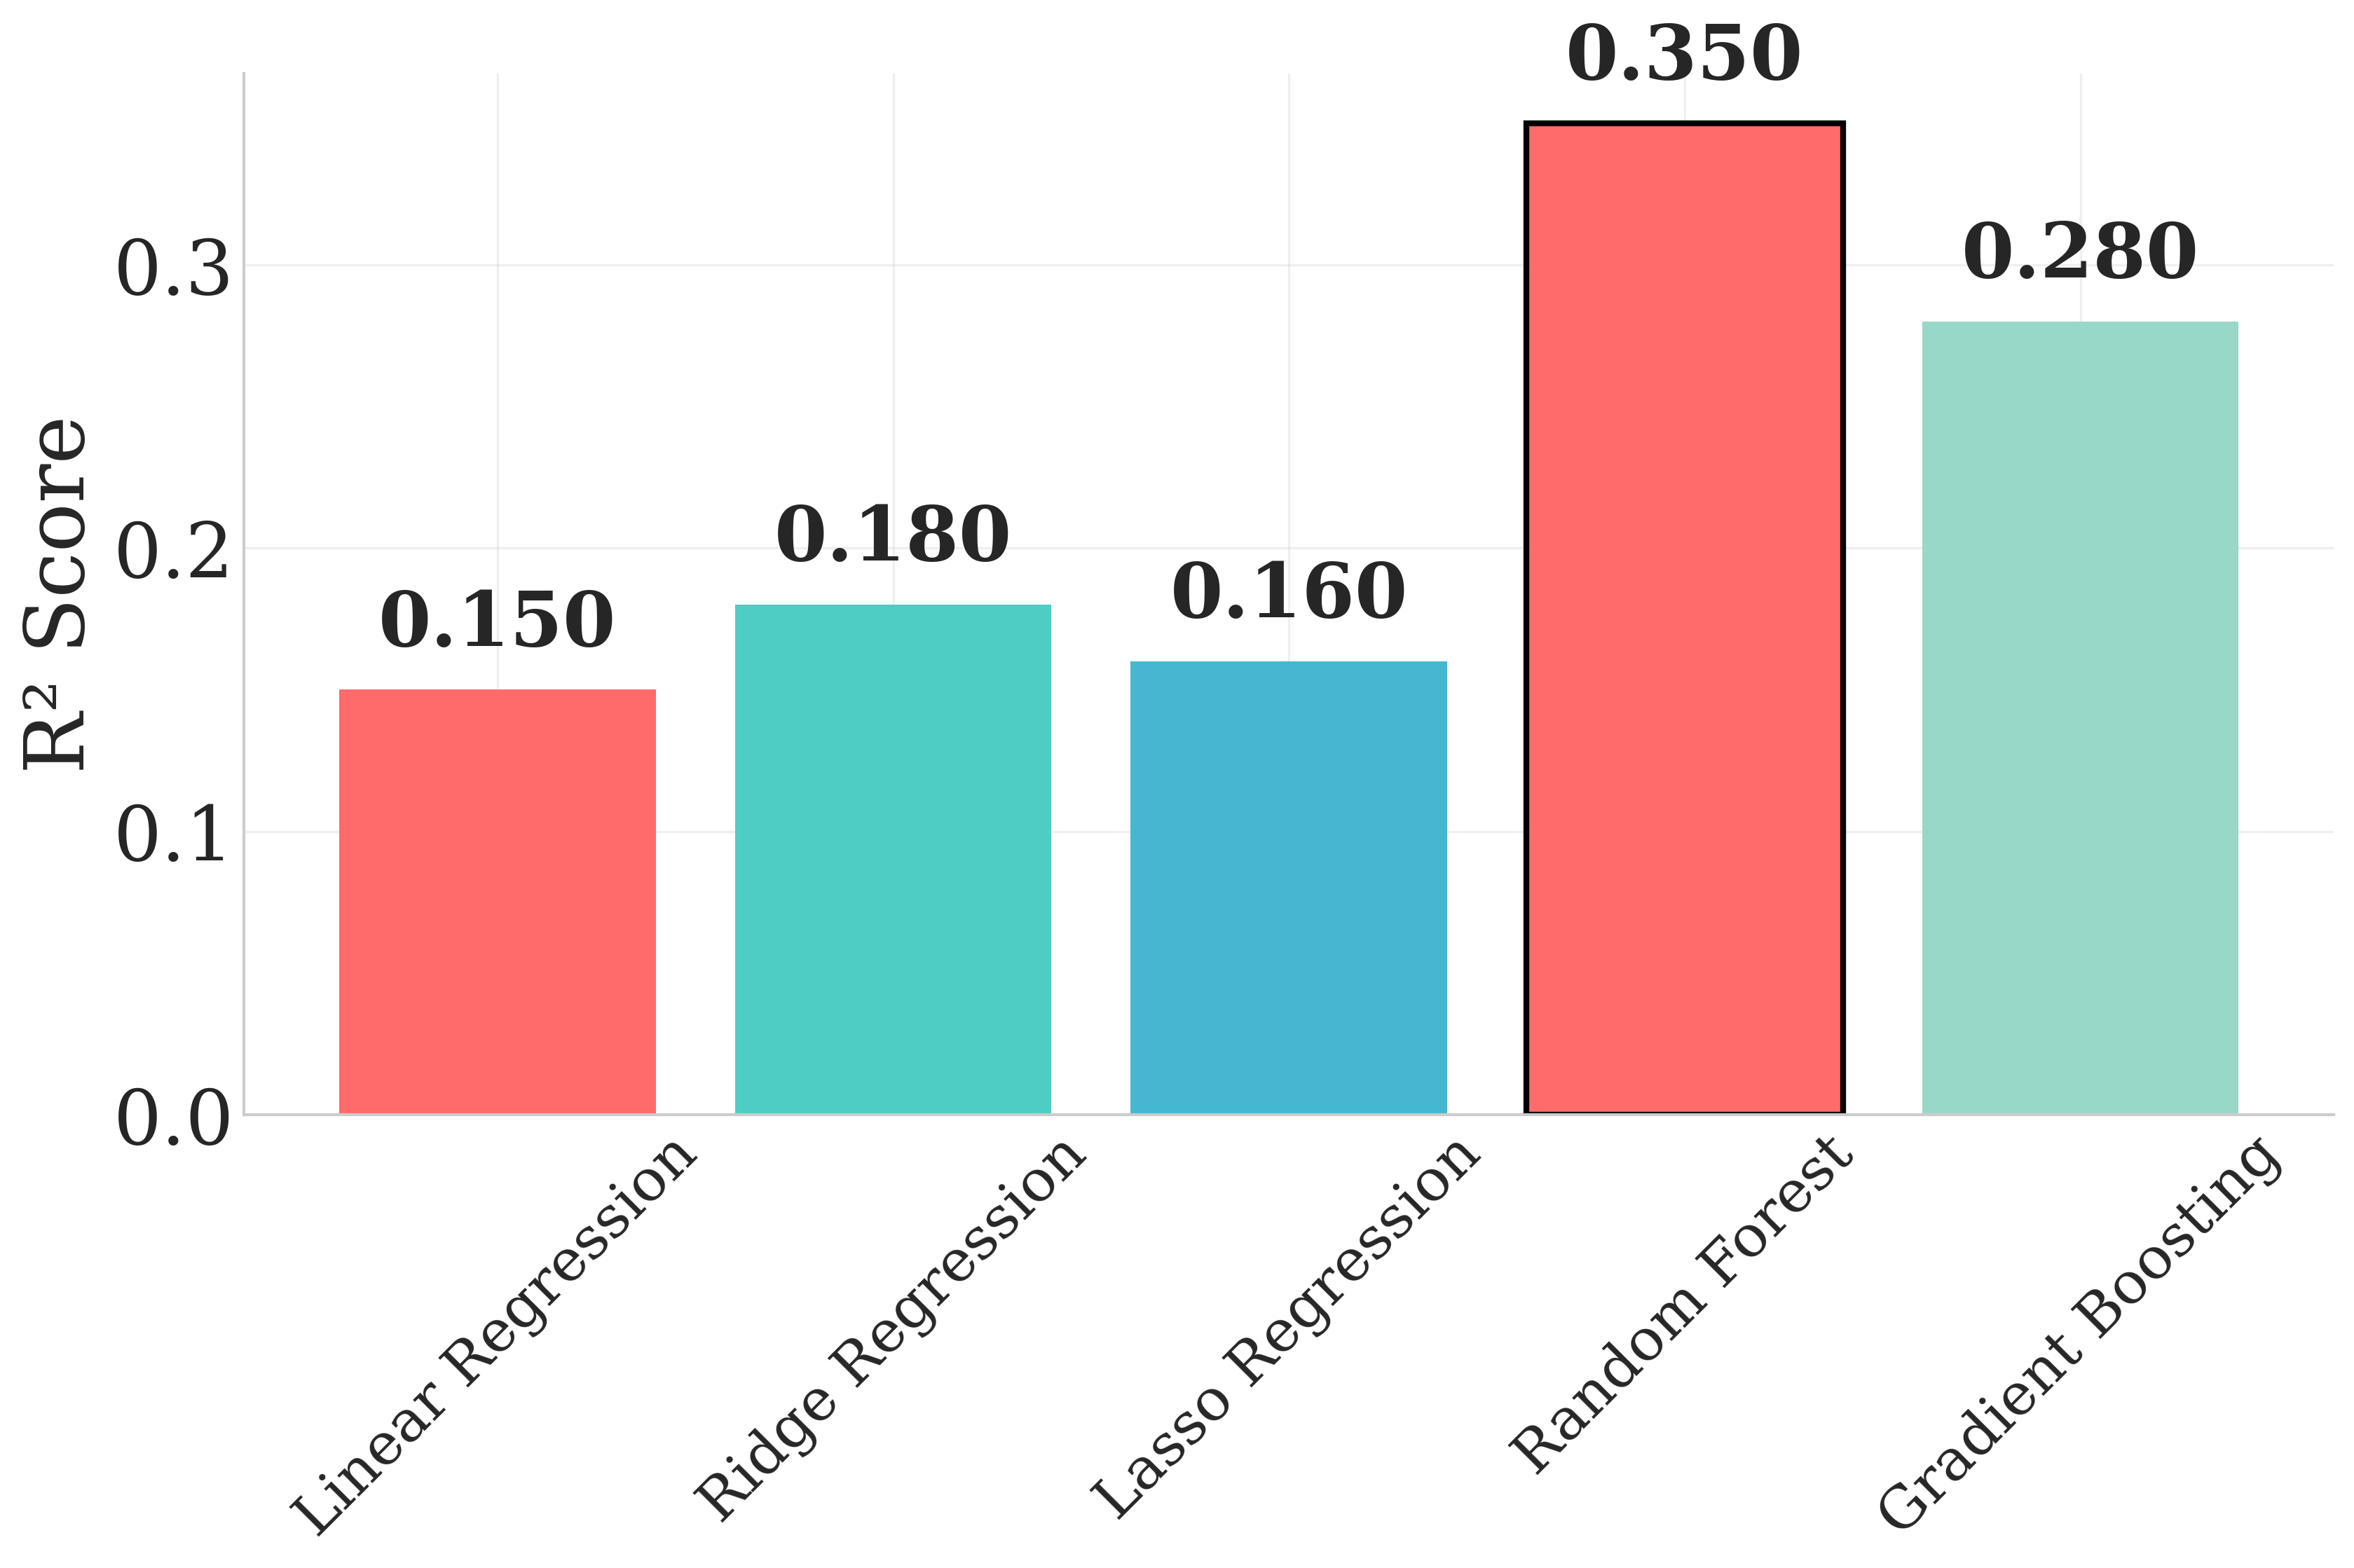 R² Score
0.3
0.2
0.1
0.0
0.150
0.180
0.160
0.350
0.280
Linear Regression
Ridge Regression
Lasso Regression
Random Forest
Gradient Boosting